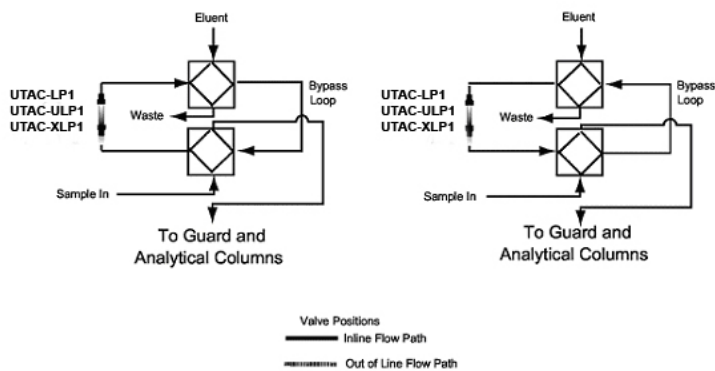 Eluent
UTAC-LP1
UTAC-ULP1
UTAC-XLP1
Bypass
Loop
Waste
Sample In
To Guard and
Analytical Columns
Eluent
UTAC-LP1
UTAC-ULP1
UTAC-XLP1
Bypass
Loop
Waste
Sample In
To Guard and
Analytical Columns
Valve Positions
Inline Flow Path
Out of Line Flow Path